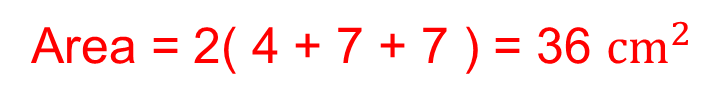 Area = 2( 4 + 7 + 7 ) = 36 cm²